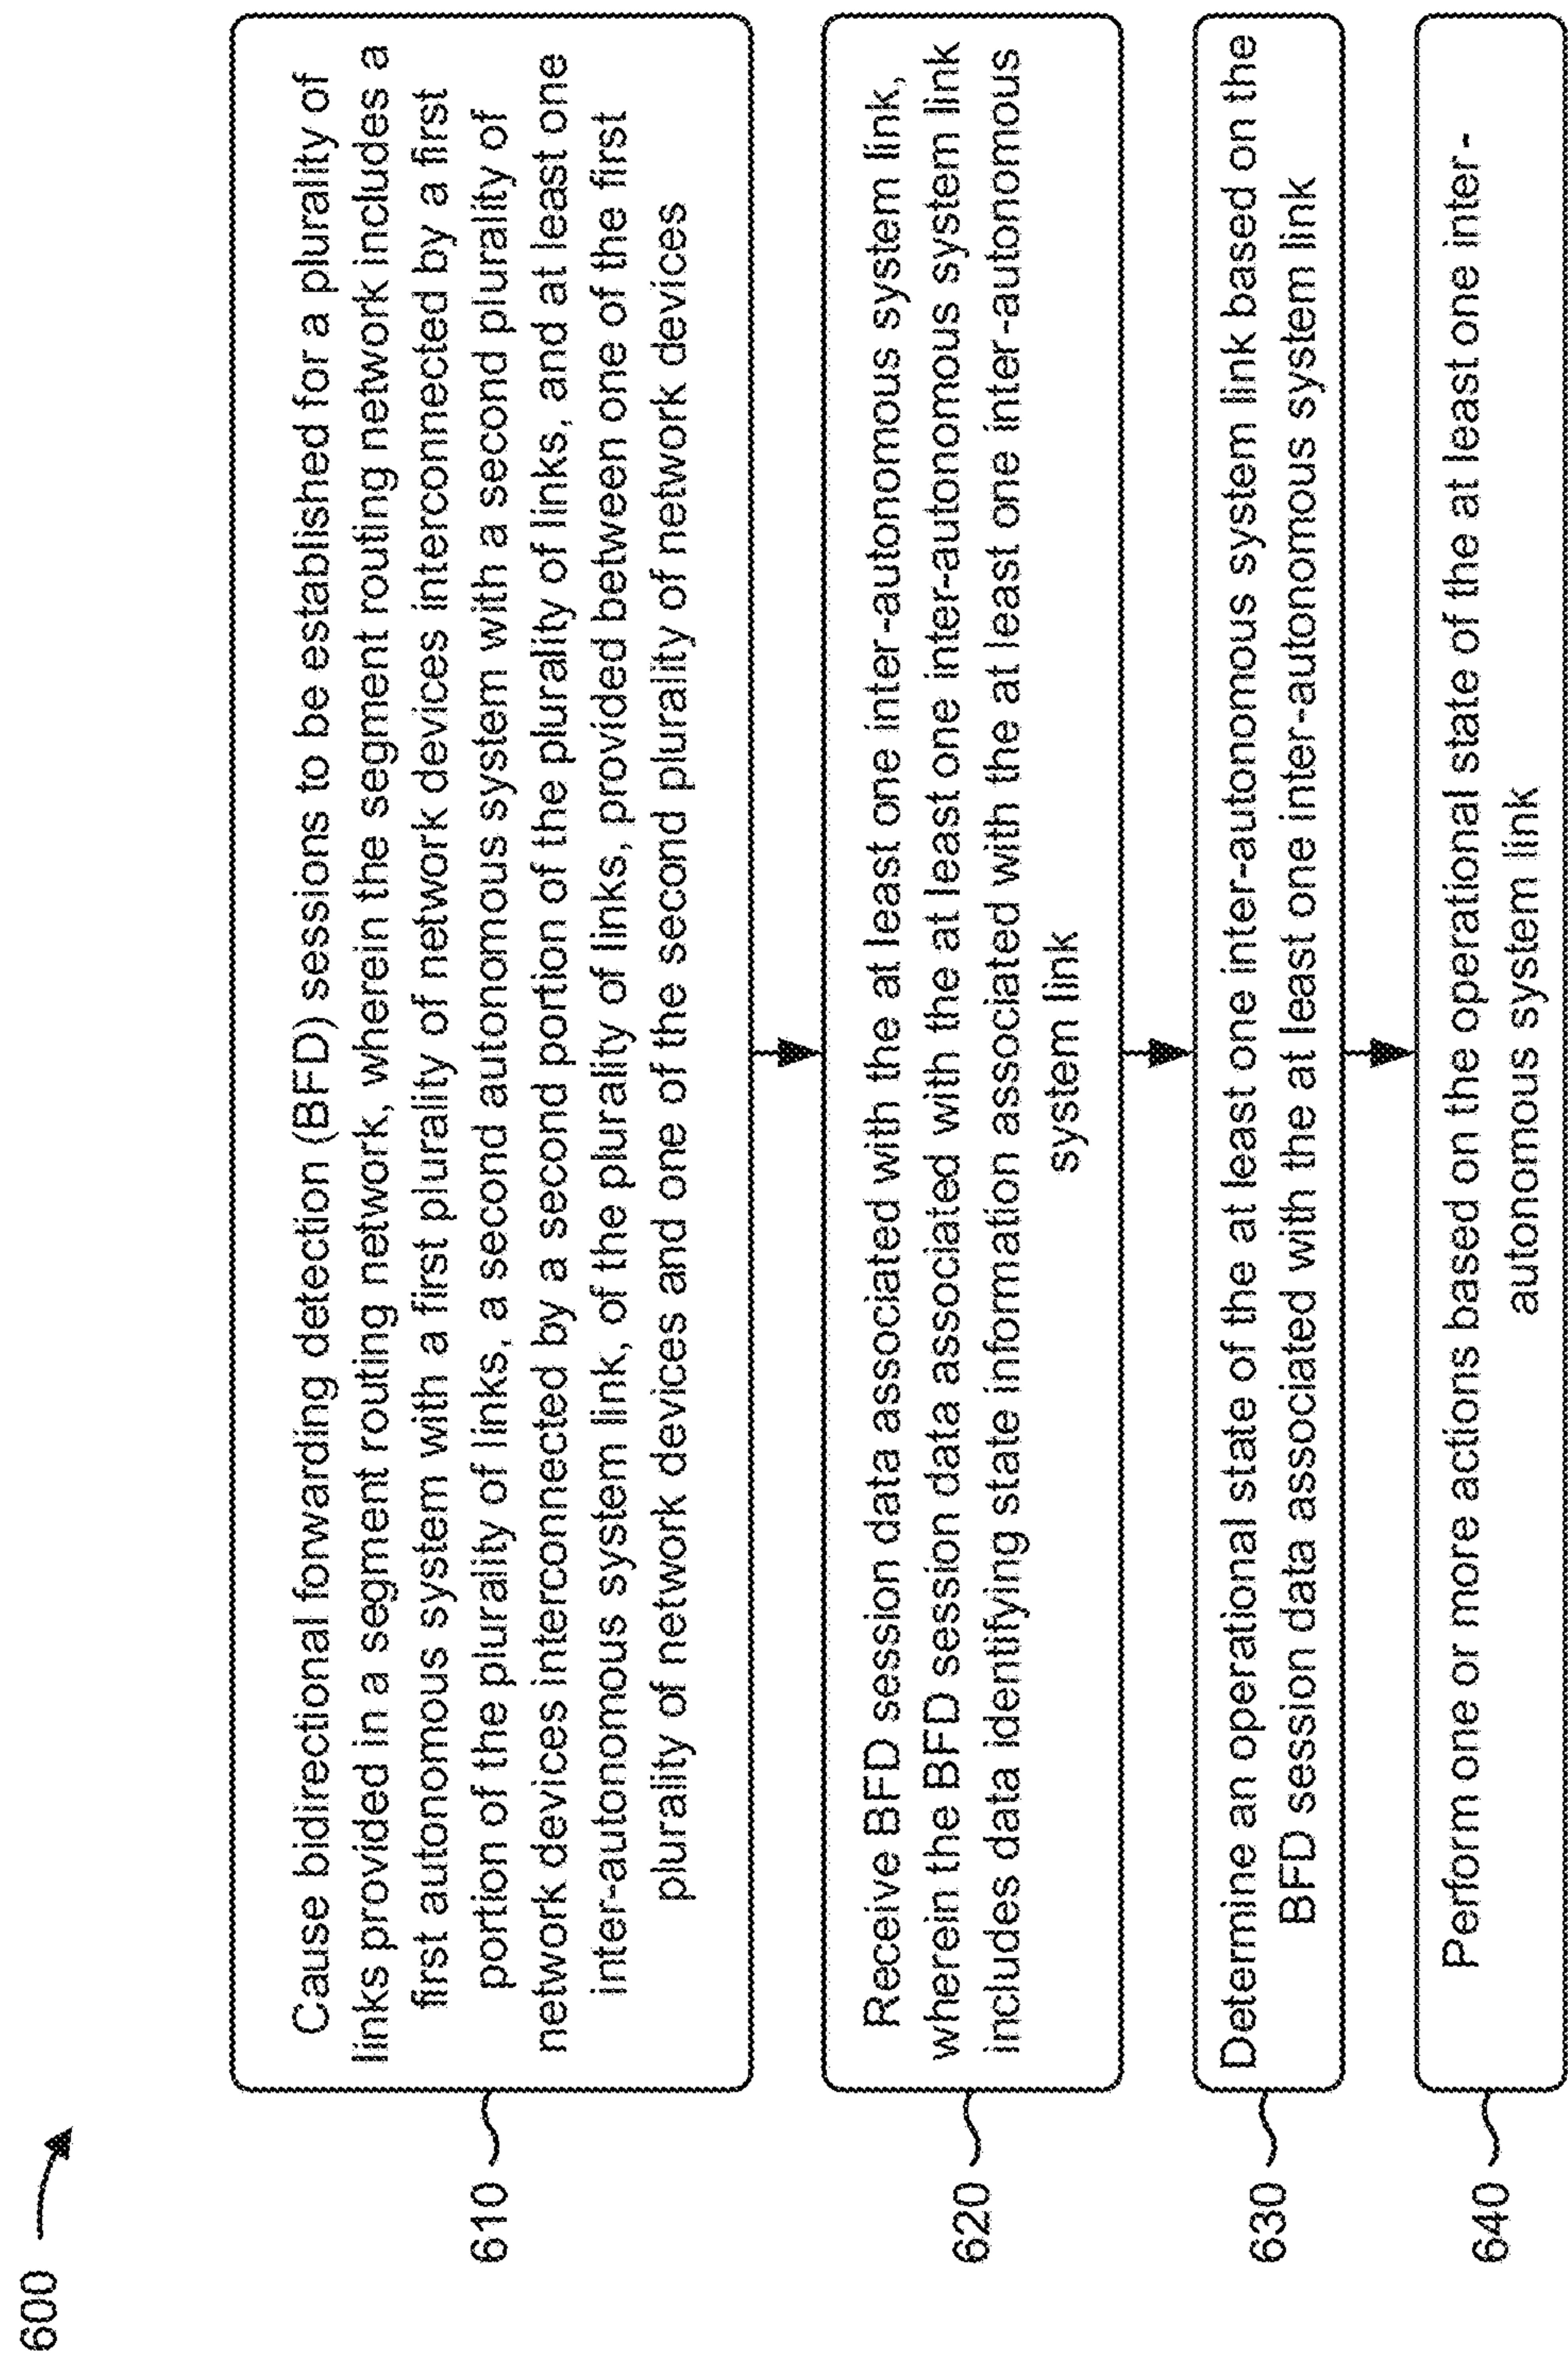 600
610
Cause bidirectional forwarding detection (BFD) sessions to be established for a plurality of
links provided in a segment routing network, wherein the segment routing network includes a
first autonomous system with a first plurality of network devices interconnected by a first
portion of the plurality of links, a second autonomous system with a second plurality of
network devices interconnected by a second portion of the plurality of links, and at least one
inter-autonomous system link, of the plurality of links, provided between one of the first
plurality of network devices and one of the second plurality of network devices
620
Receive BFD session data associated with the at least one inter-autonomous system link,
wherein the BFD session data associated with the at least one inter-autonomous system link
includes data identifying state information associated with the at least one inter-autonomous
system link
630
Determine an operational state of the at least one inter-autonomous system link based on the
BFD session data associated with the at least one inter-autonomous system link
640
Perform one or more actions based on the operational state of the at least one inter-
autonomous system link